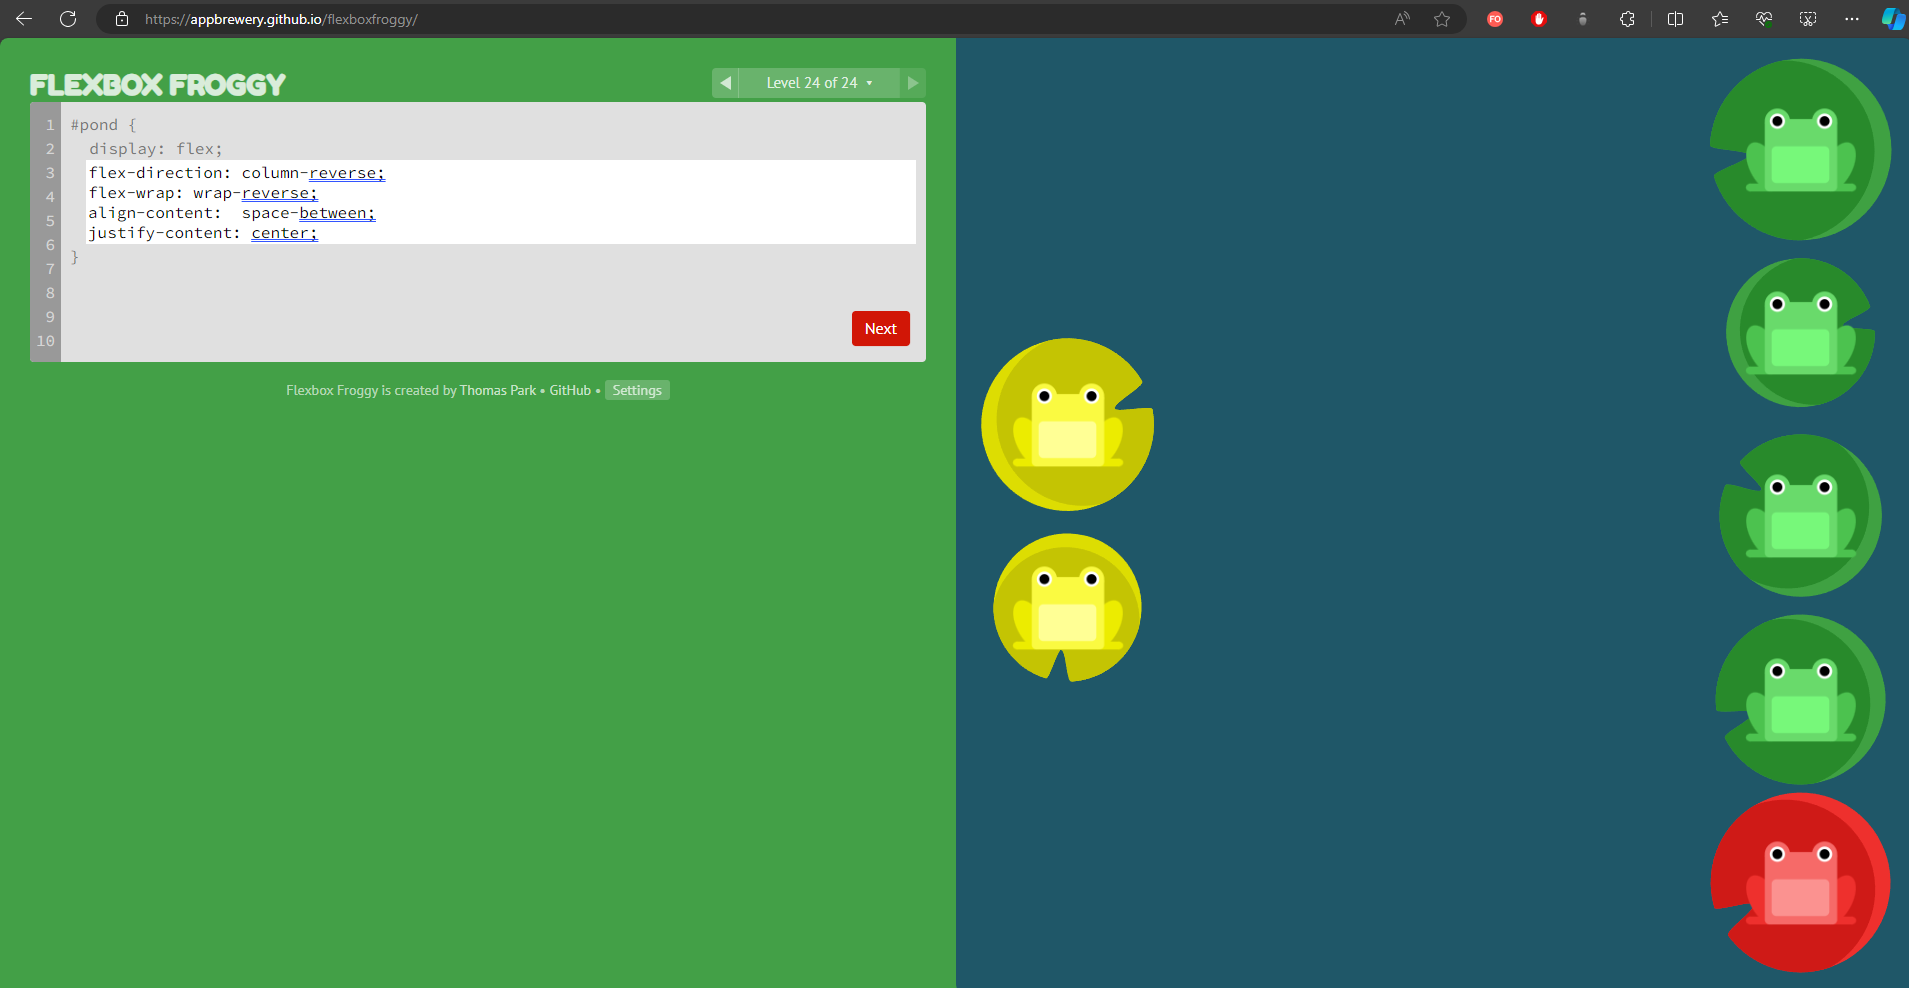 https://appbrewery.github.io/flexboxfroggy/
A
FO
FLEXBOX FROGGY
Level 24 of 24
1 #pond {
2 display: flex;
3 flex-direction: column-reverse;
4 flex-wrap: wrap-reverse;
5 align-content:  space-between;
6 justify-content: center;
7 }
8
9
10
Next
Flexbox Froggy is created by Thomas Park • GitHub • Settings